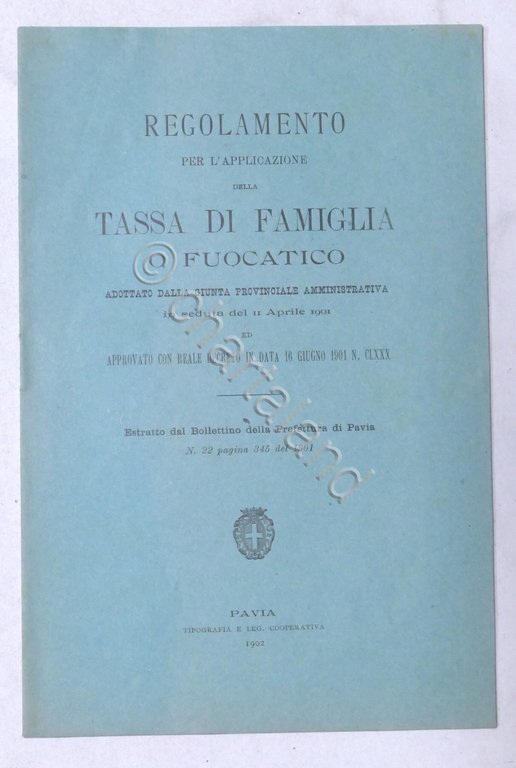 REGOLAMENTO
PER L'APPLICAZIONE
DELLA
TASSA DI FAMIGLIA
O FUOCATICO
ADOTTATO DALLA GIUNTA PROVINCIALE AMMINISTRATIVA
in seduta del 11 Aprile 1901
ED
APPROVATO CON REALE DECRETO IN DATA 16 GIUGNO 1901 N. CLXXX
Estratto dal Bollettino della Prefettura di Pavia
N. 22 pagina 345 del 1901
PAVIA
TIPOGRAFIA E LEG. COOPERATIVA
1902
© Chartaland